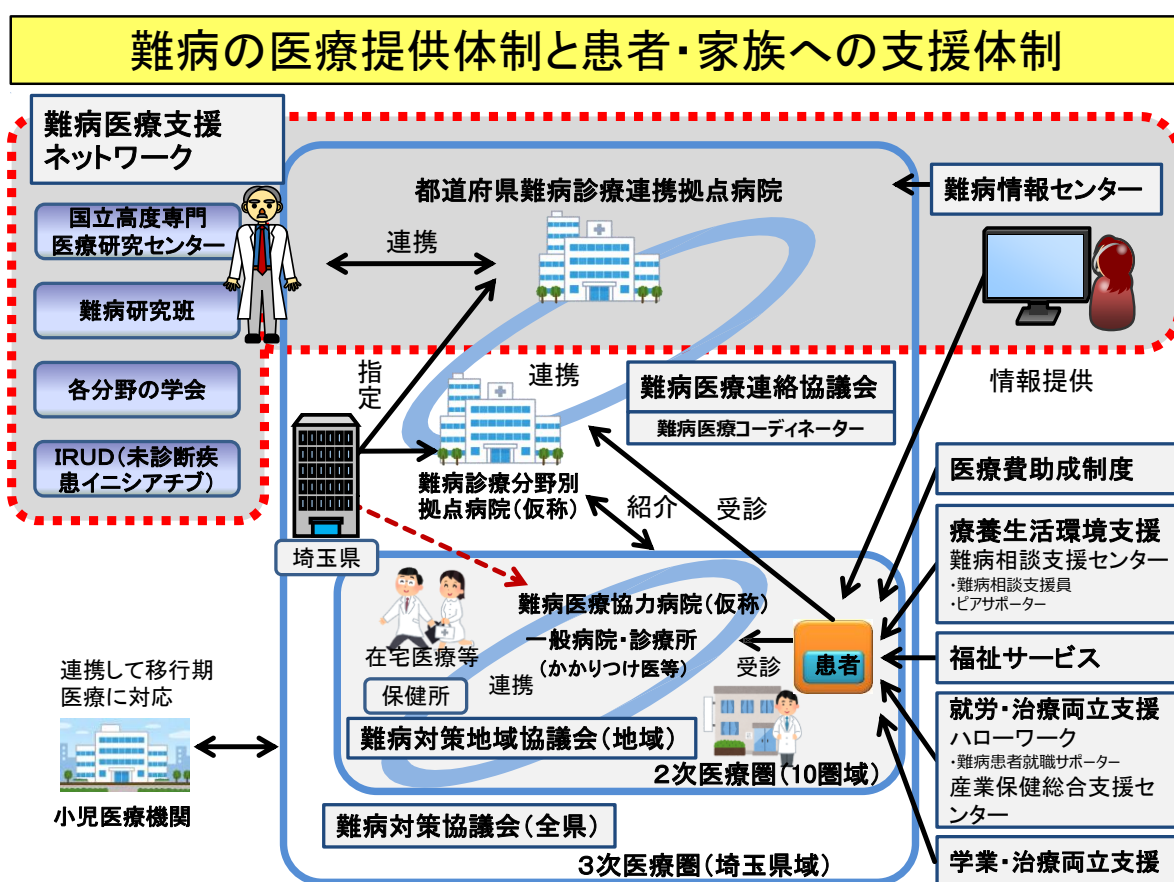 難病の医療提供体制と患者・家族への支援体制
難病医療支援
ネットワーク
国立高度専門
医療研究センター
難病研究班
各分野の学会
IRUD(未診断疾
患イニシアチブ)
都道府県難病診療連携拠点病院
連携
難病情報センター
情報提供
指定
連携
難病医療連絡協議会
難病医療コーディネーター
難病診療分野別
拠点病院(仮称)
紹介
受診
埼玉県
難病医療協力病院(仮称)
一般病院・診療所
(かかりつけ医等)
在宅医療等
保健所
連携
受診
患者
難病対策地域協議会(地域)
2次医療圏(10圏域)
難病対策協議会(全県)
3次医療圏(埼玉県域)
連携して移行期
医療に対応
小児医療機関
医療費助成制度
療養生活環境支援
難病相談支援センター
・難病相談支援員
・ピアサポーター
福祉サービス
就労・治療両立支援
ハローワーク
・難病患者就職サポーター
産業保健総合支援セ
ンター
学業・治療両立支援